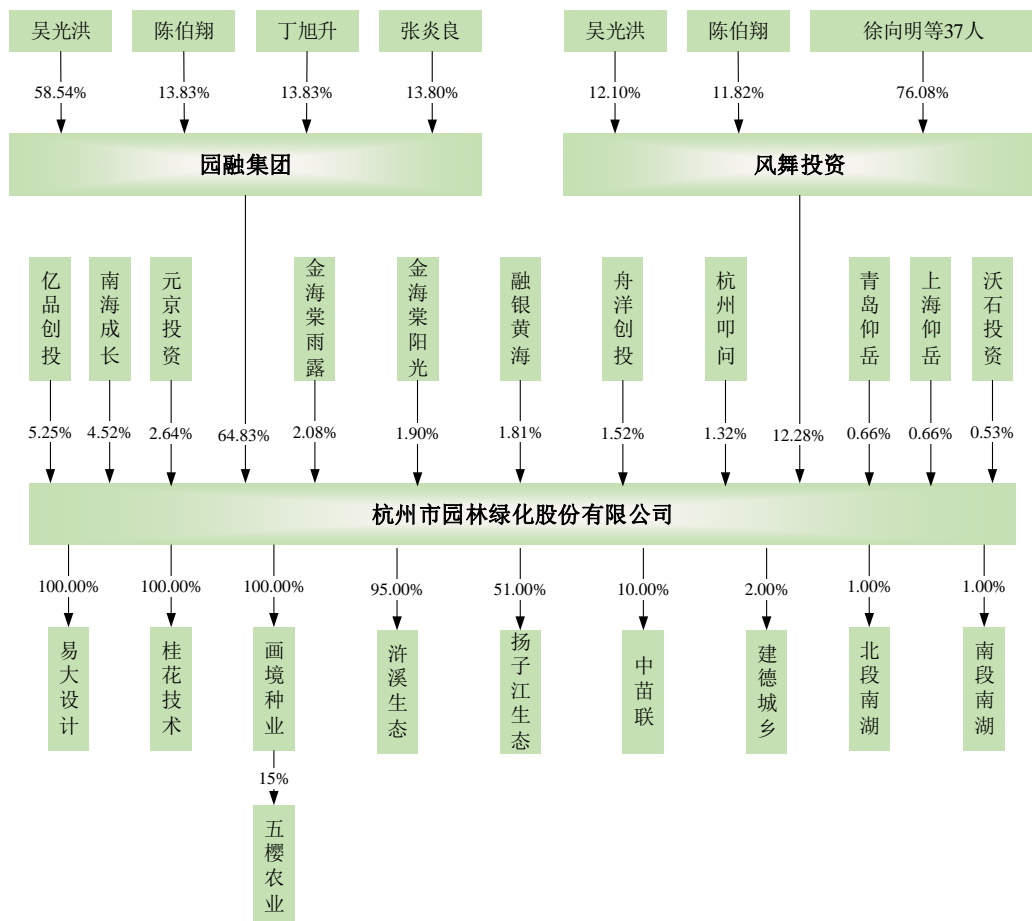 吴光洪 陈伯翔 丁旭升 张炎良 吴光洪 陈伯翔 徐向明等37人
58.54% 13.83% 13.83% 13.80% 12.10% 11.82% 76.08%
园融集团 风舞投资
亿品创投 南海成长 元京投资 金海棠雨露 金海棠阳光 融银黄海 舟洋创投 杭州叩问 青岛仰岳 上海仰岳 沃石投资
5.25% 4.52% 2.64% 64.83% 2.08% 1.90% 1.81% 1.52% 1.32% 12.28% 0.66% 0.66% 0.53%
杭州市园林绿化股份有限公司
100.00% 100.00% 100.00% 95.00% 51.00% 10.00% 2.00% 1.00% 1.00%
易大设计 桂花技术 画境种业 浒溪生态 扬子江生态 中苗联 建德城乡 北段南湖 南段南湖
15%
五樱农业